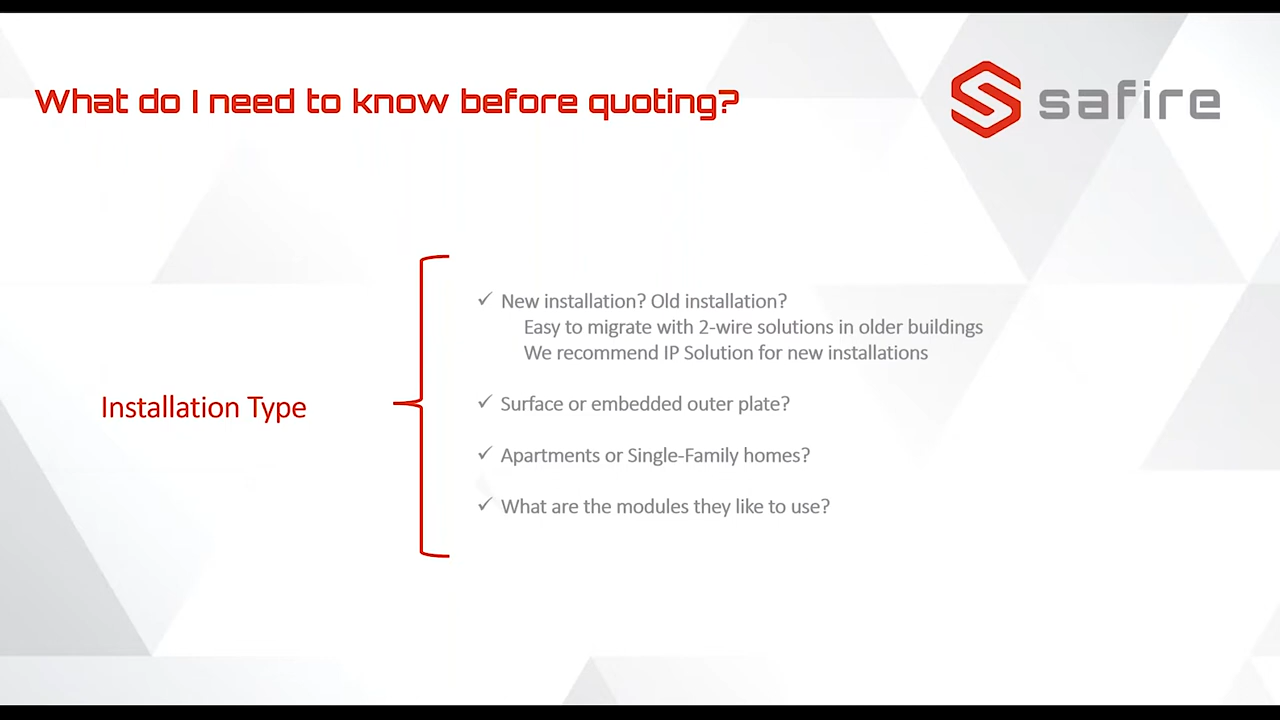 What do I need to know before quoting?
safire
Installation Type
✓ New installation? Old installation?
Easy to migrate with 2-wire solutions in older buildings
We recommend IP Solution for new installations
✓ Surface or embedded outer plate?
✓ Apartments or Single-Family homes?
✓ What are the modules they like to use?